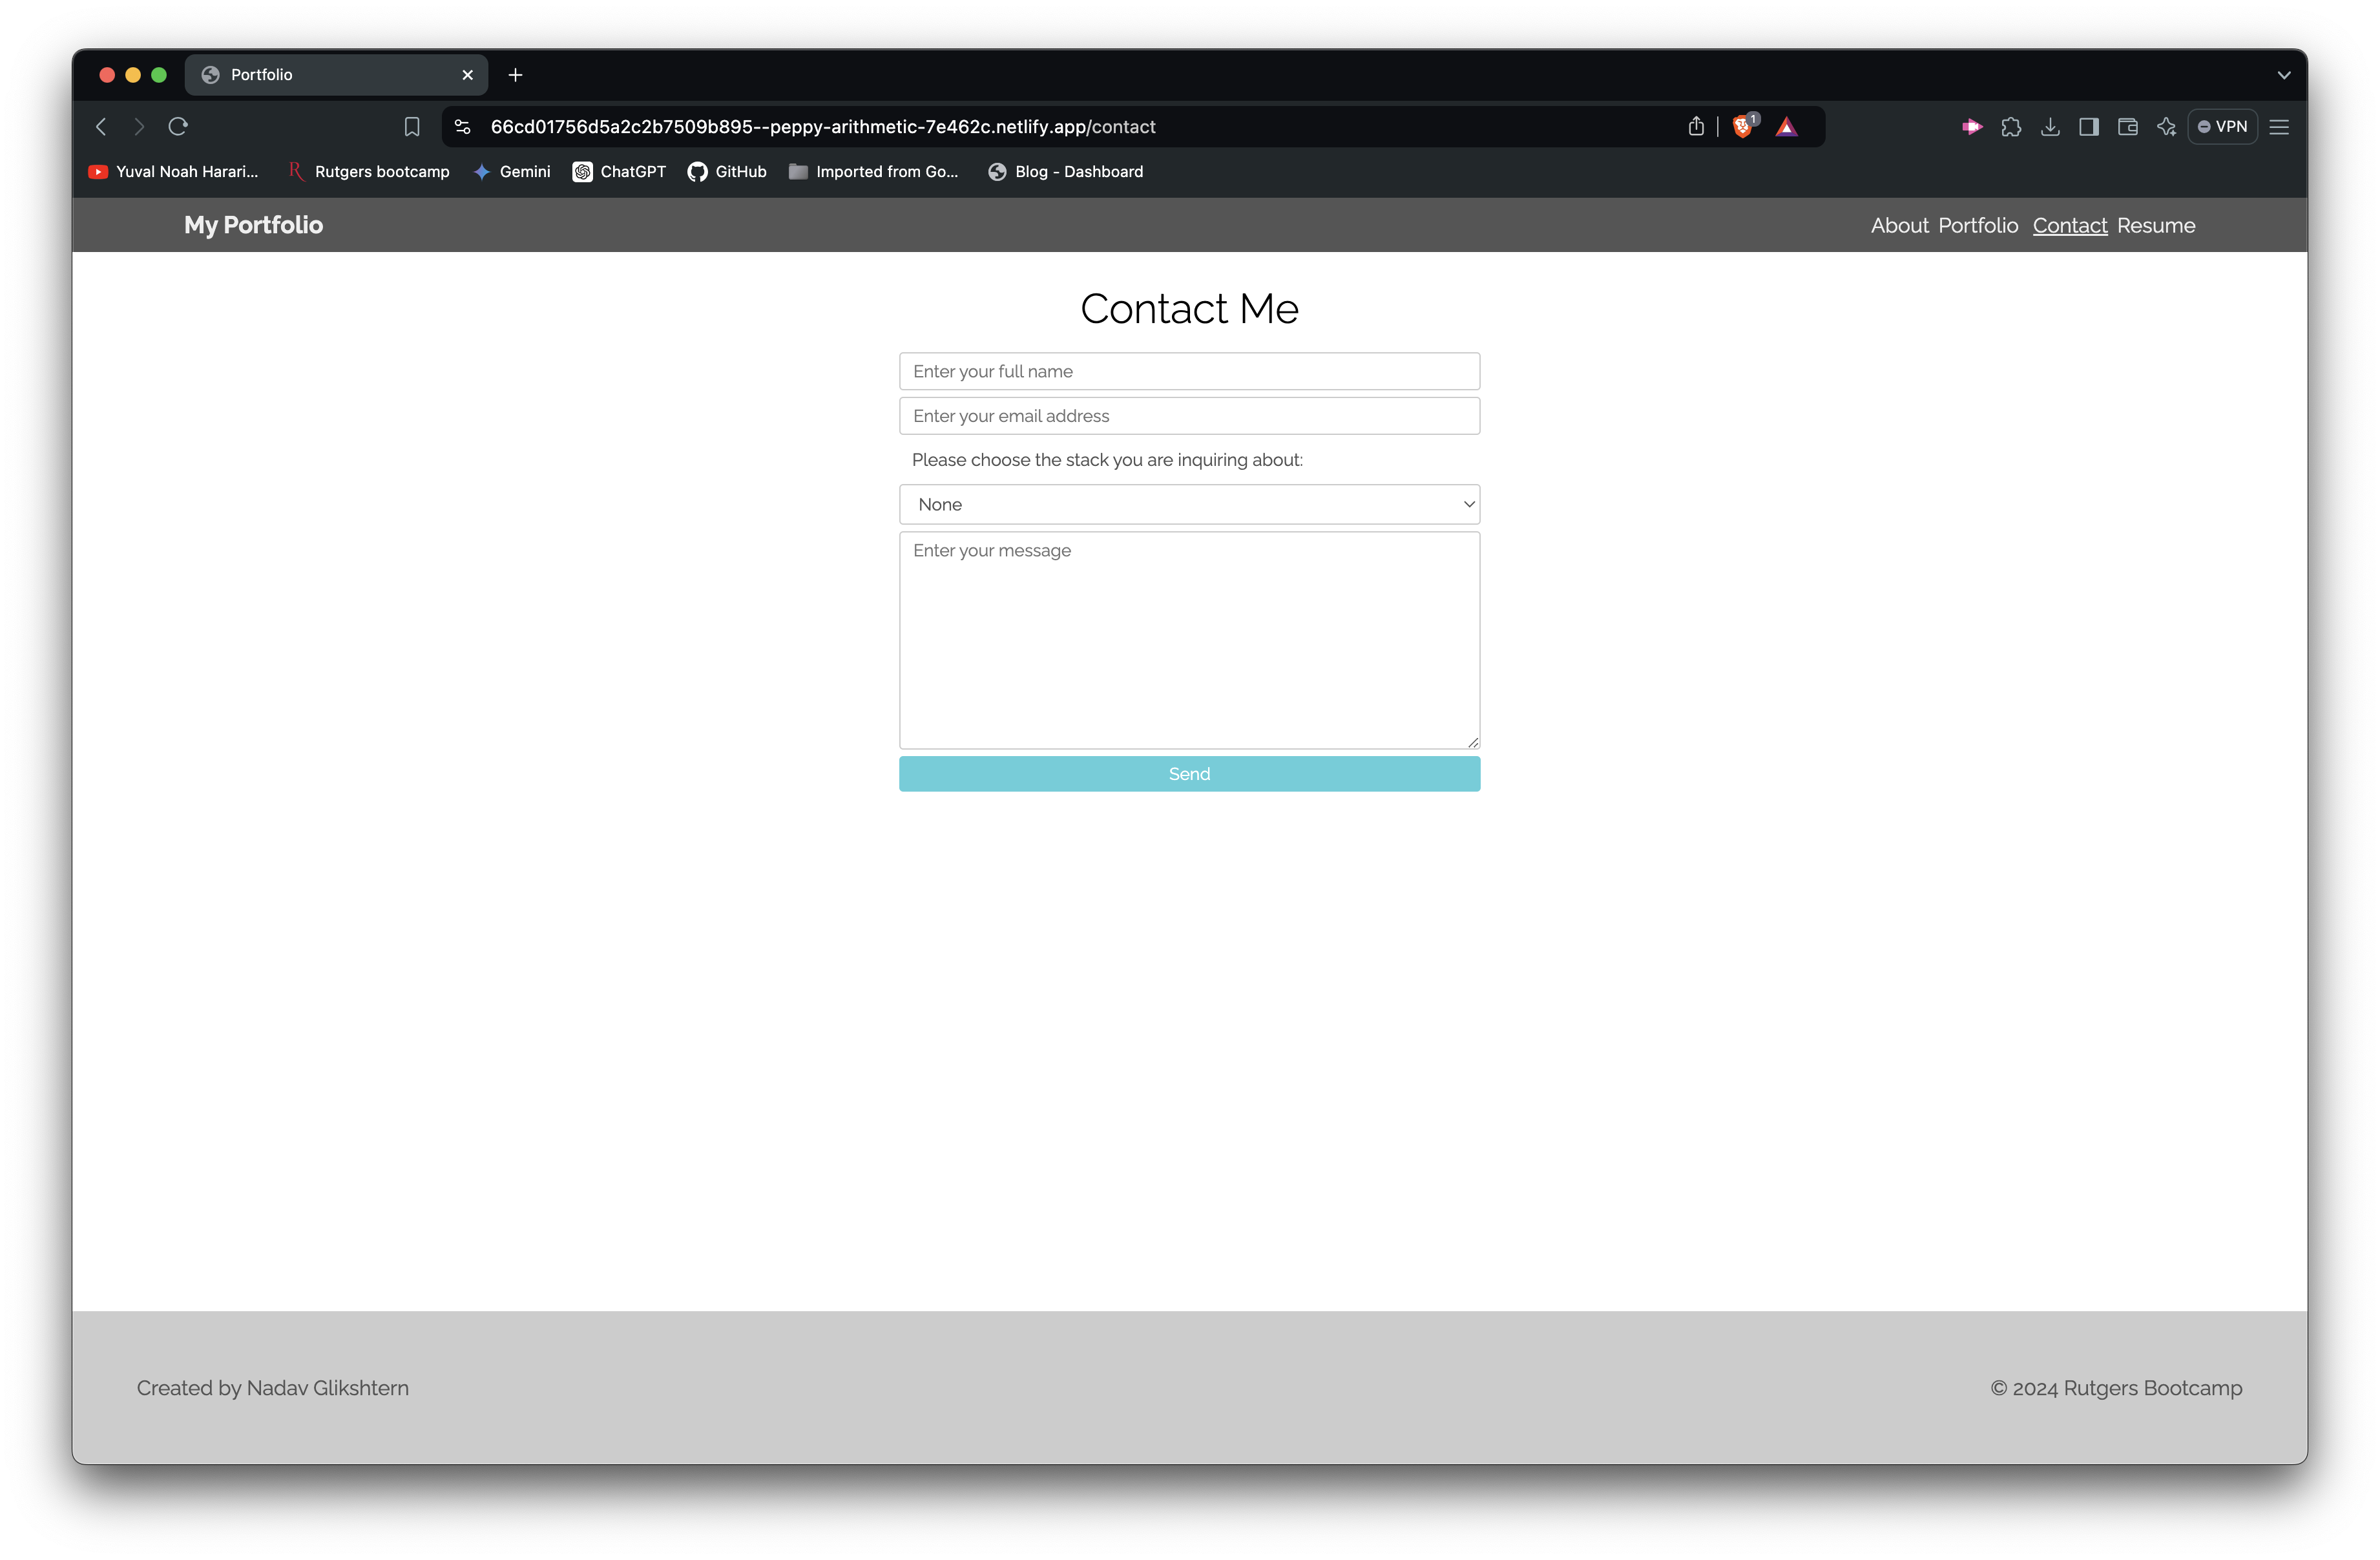 Portfolio
66cd01756d5a2c2b7509b895--peppy-arithmetic-7e462c.netlify.app/contact
1
VPN
Yuval Noah Harari... Rutgers bootcamp Gemini ChatGPT GitHub Imported from Go... Blog - Dashboard
My Portfolio About Portfolio Contact Resume
Contact Me
Enter your full name
Enter your email address
Please choose the stack you are inquiring about:
None
Enter your message
Send
Created by Nadav Glikshtern © 2024 Rutgers Bootcamp